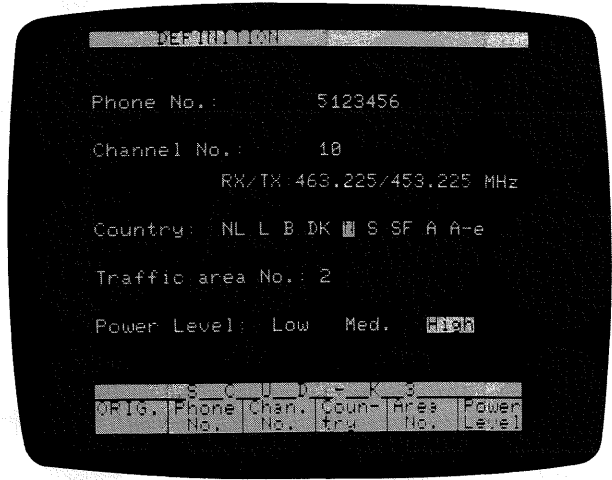 DEFINITION
Phone No.: 5123456
Channel No.: 10
RX/TX:463.225/453.225 MHz
Country: NL L B DK N S SF A A-e
Traffic area No.: 2
Power Level: Low Med. High
S C U D - K 3
ORIG. Phone No. Chan. No. Coun-try Area No. Power Level